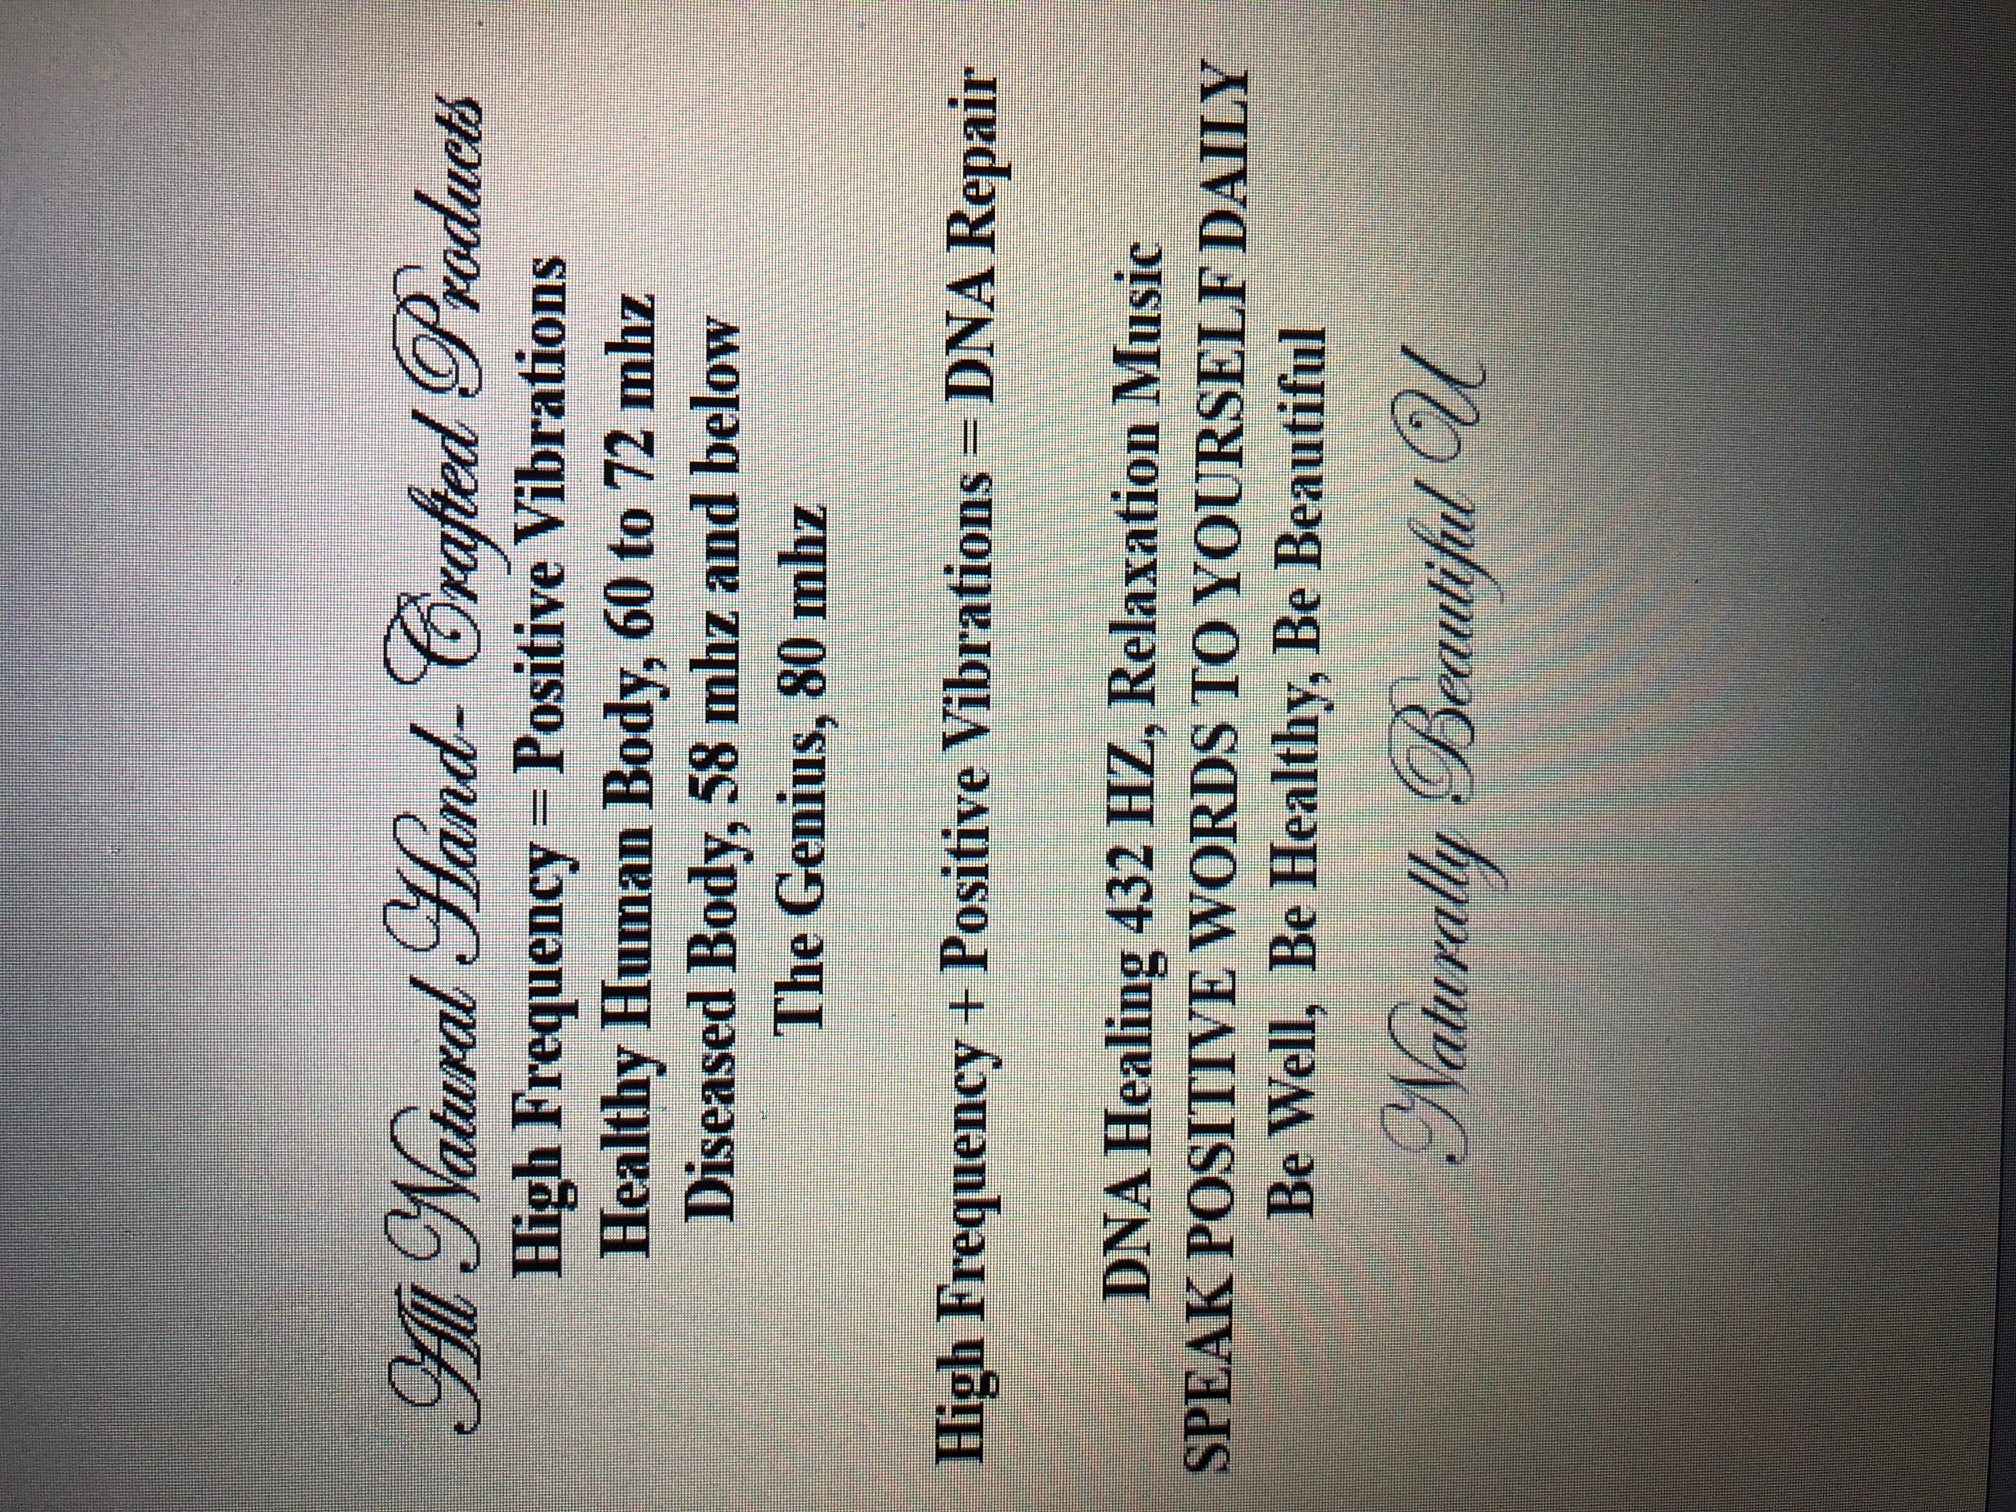 All Natural Hand- Crafted Products
High Frequency = Positive Vibrations
Healthy Human Body, 60 to 72 mhz
Diseased Body, 58 mhz and below
The Genius, 80 mhz
High Frequency + Positive Vibrations = DNA Repair
DNA Healing 432 HZ, Relaxation Music
SPEAK POSITIVE WORDS TO YOURSELF DAILY
Be Well, Be Healthy, Be Beautiful
Naturally Beautiful U